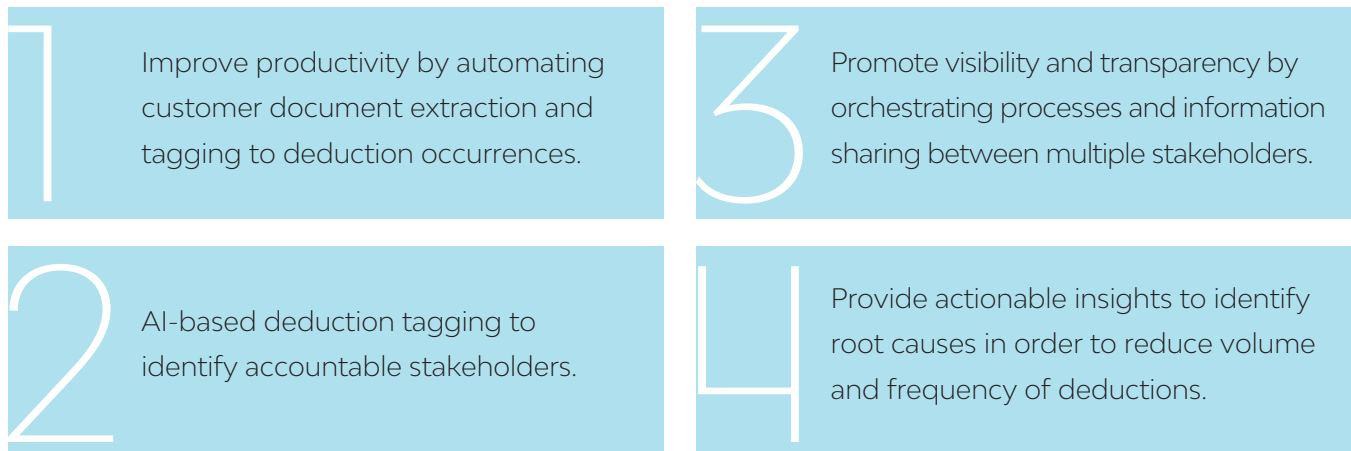 1
Improve productivity by automating
customer document extraction and
tagging to deduction occurrences.
2
AI-based deduction tagging to
identify accountable stakeholders.
3
Promote visibility and transparency by
orchestrating processes and information
sharing between multiple stakeholders.
4
Provide actionable insights to identify
root causes in order to reduce volume
and frequency of deductions.